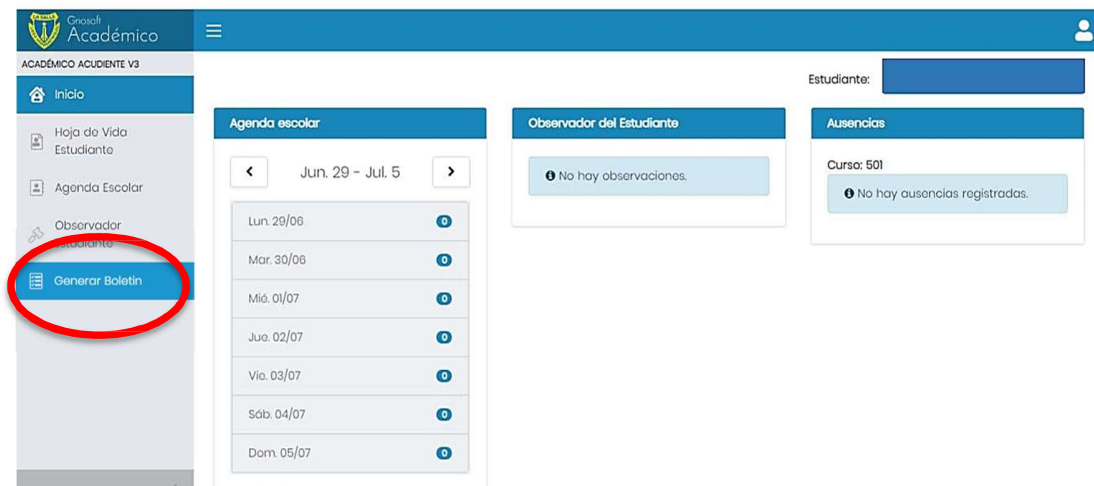 LA SALLE
Gnosoft
Académico
ACADÉMICO ACUDIENTE V3
Inicio
Hoja de Vida
Estudiante
Agenda Escolar
Observador
Estudiante
Generar Boletin
Estudiante:
Agenda escolar
Jun. 29 - Jul. 5
Lun. 29/06 0
Mar. 30/06 0
Mié. 01/07 0
Jue. 02/07 0
Vie. 03/07 0
Sáb. 04/07 0
Dom. 05/07 0
Observador del Estudiante
No hay observaciones.
Ausencias
Curso: 501
No hay ausencias registradas.